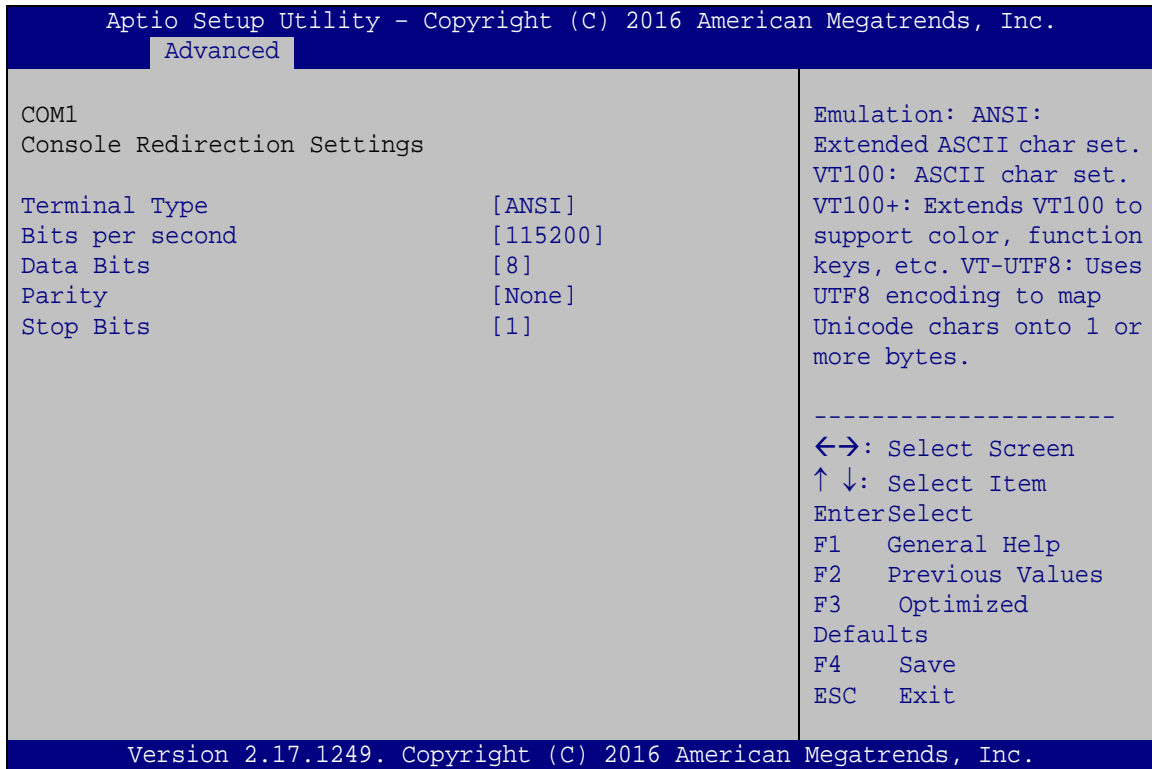 Aptio Setup Utility – Copyright (C) 2016 American Megatrends, Inc.
Advanced
COM1
Console Redirection Settings
Terminal Type [ANSI]
Bits per second [115200]
Data Bits [8]
Parity [None]
Stop Bits [1]
Emulation: ANSI:
Extended ASCII char set.
VT100: ASCII char set.
VT100+: Extends VT100 to
support color, function
keys, etc. VT-UTF8: Uses
UTF8 encoding to map
Unicode chars onto 1 or
more bytes.
---------------------
←→: Select Screen
↑ ↓: Select Item
EnterSelect
F1 General Help
F2 Previous Values
F3 Optimized
Defaults
F4 Save
ESC Exit
Version 2.17.1249. Copyright (C) 2016 American Megatrends, Inc.